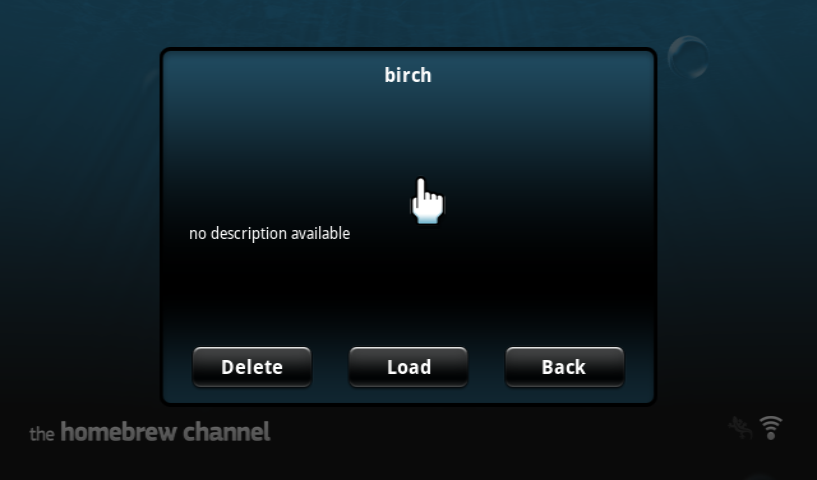 birch
no description available
Delete Load Back
the homebrew channel